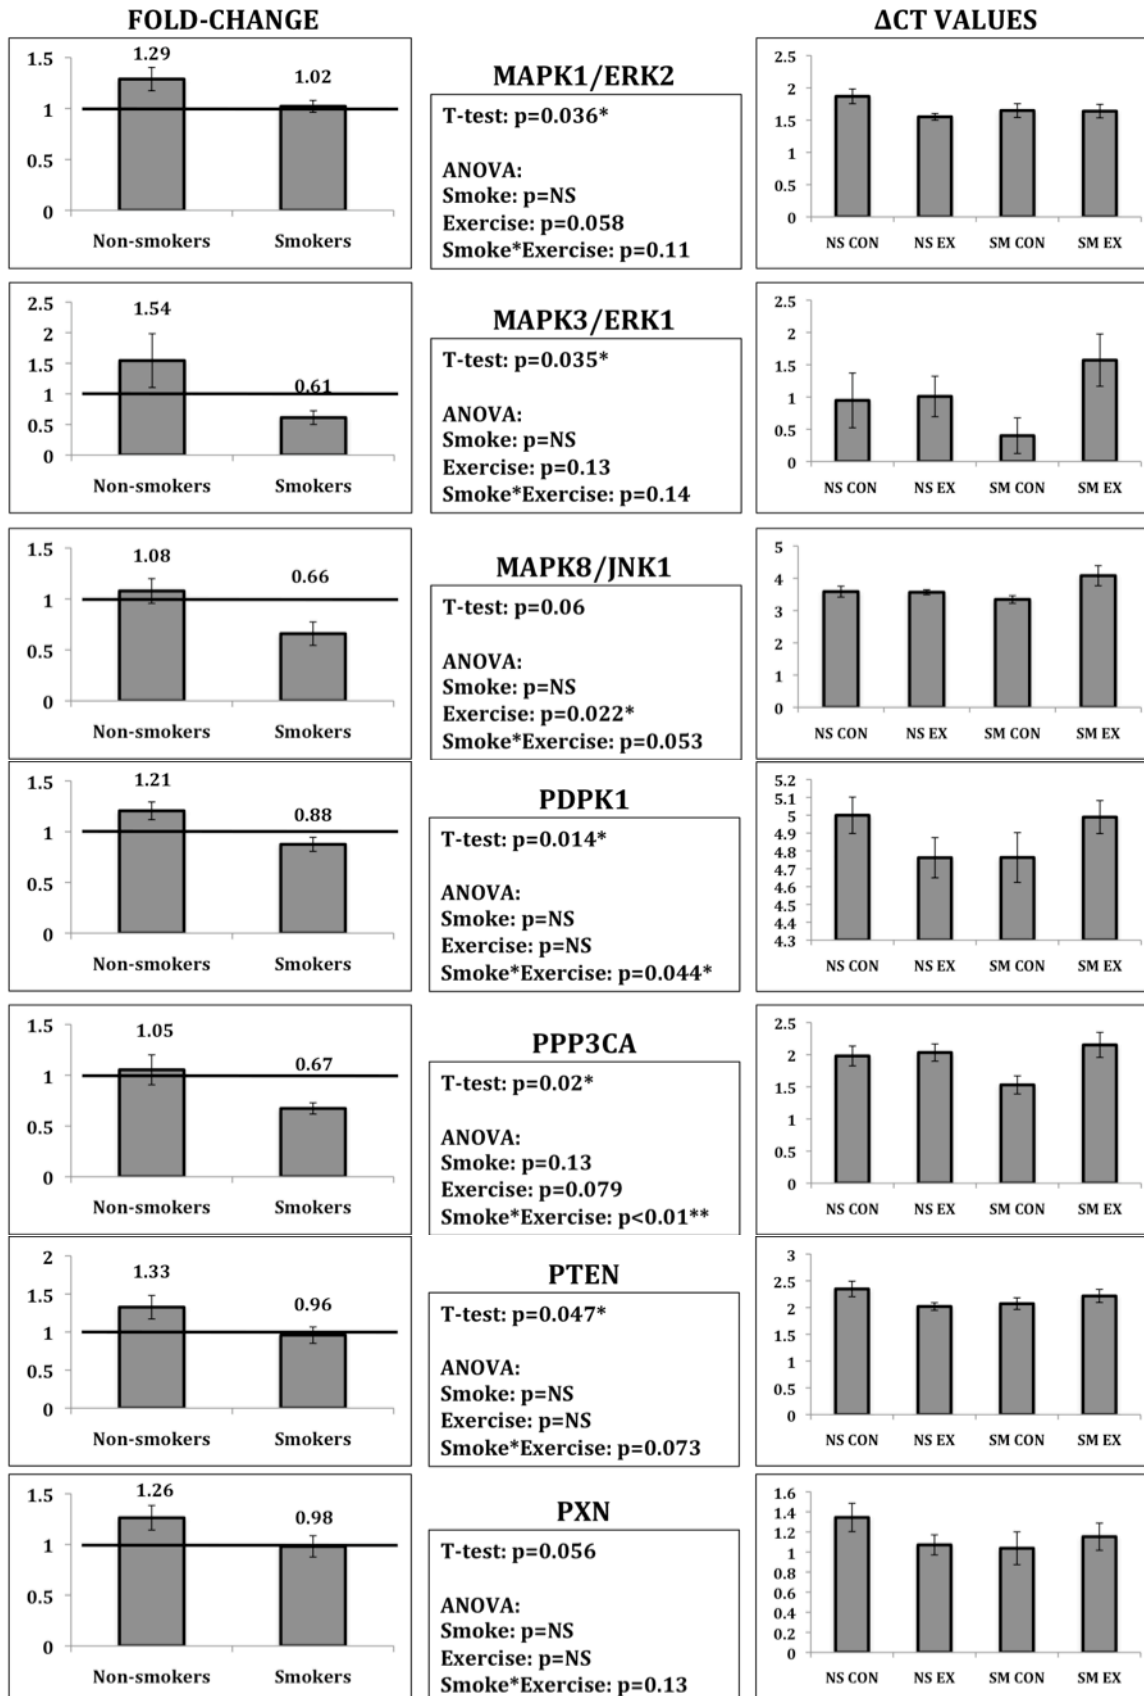 FOLD-CHANGE
ΔCT VALUES
1.5
1
0.5
0
1.29
1.02
Non-smokers
Smokers
MAPK1/ERK2
T-test: p=0.036*
ANOVA:
Smoke: p=NS
Exercise: p=0.058
Smoke*Exercise: p=0.11
2.5
2
1.5
1
0.5
0
NS CON
NS EX
SM CON
SM EX
2.5
2
1.5
1
0.5
0
1.54
0.61
Non-smokers
Smokers
MAPK3/ERK1
T-test: p=0.035*
ANOVA:
Smoke: p=NS
Exercise: p=0.13
Smoke*Exercise: p=0.14
2.5
2
1.5
1
0.5
0
NS CON
NS EX
SM CON
SM EX
1.5
1
0.5
0
1.08
0.66
Non-smokers
Smokers
MAPK8/JNK1
T-test: p=0.06
ANOVA:
Smoke: p=NS
Exercise: p=0.022*
Smoke*Exercise: p=0.053
5
4
3
2
1
0
NS CON
NS EX
SM CON
SM EX
1.5
1
0.5
0
1.21
0.88
Non-smokers
Smokers
PDPK1
T-test: p=0.014*
ANOVA:
Smoke: p=NS
Exercise: p=NS
Smoke*Exercise: p=0.044*
5.2
5.1
5
4.9
4.8
4.7
4.6
4.5
4.4
4.3
NS CON
NS EX
SM CON
SM EX
1.5
1
0.5
0
1.05
0.67
Non-smokers
Smokers
PPP3CA
T-test: p=0.02*
ANOVA:
Smoke: p=0.13
Exercise: p=0.079
Smoke*Exercise: p<0.01**
2.5
2
1.5
1
0.5
0
NS CON
NS EX
SM CON
SM EX
2
1.5
1
0.5
0
1.33
0.96
Non-smokers
Smokers
PTEN
T-test: p=0.047*
ANOVA:
Smoke: p=NS
Exercise: p=NS
Smoke*Exercise: p=0.073
3
2.5
2
1.5
1
0.5
0
NS CON
NS EX
SM CON
SM EX
1.5
1
0.5
0
1.26
0.98
Non-smokers
Smokers
PXN
T-test: p=0.056
ANOVA:
Smoke: p=NS
Exercise: p=NS
Smoke*Exercise: p=0.13
1.6
1.4
1.2
1
0.8
0.6
0.4
0.2
0
NS CON
NS EX
SM CON
SM EX